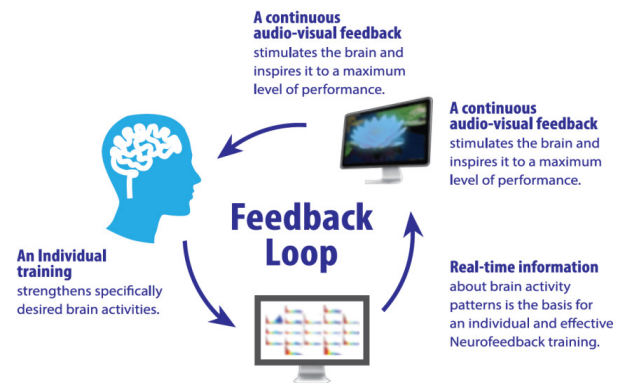 A continuous
audio-visual feedback
stimulates the brain and
inspires it to a maximum
level of performance.
A continuous
audio-visual feedback
stimulates the brain and
inspires it to a maximum
level of performance.
Feedback
Loop
An Individual
training
strengthens specifically
desired brain activities.
Real-time information
about brain activity
patterns is the basis for
an individual and effective
Neurofeedback training.